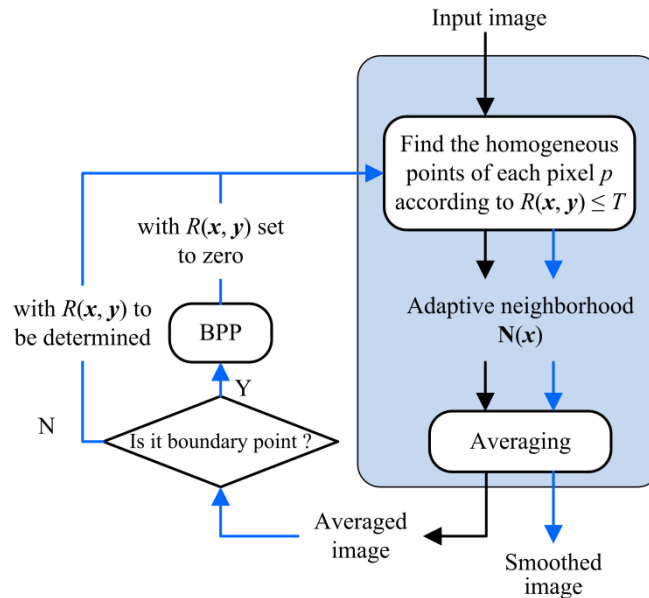 Input image
Find the homogeneous
points of each pixel p
according to R(x, y) ≤ T
with R(x, y) set
to zero
with R(x, y) to
be determined
BPP
Adaptive neighborhood
N(x)
Y
N
Is it boundary point ?
Averaging
Averaged
image
Smoothed
image